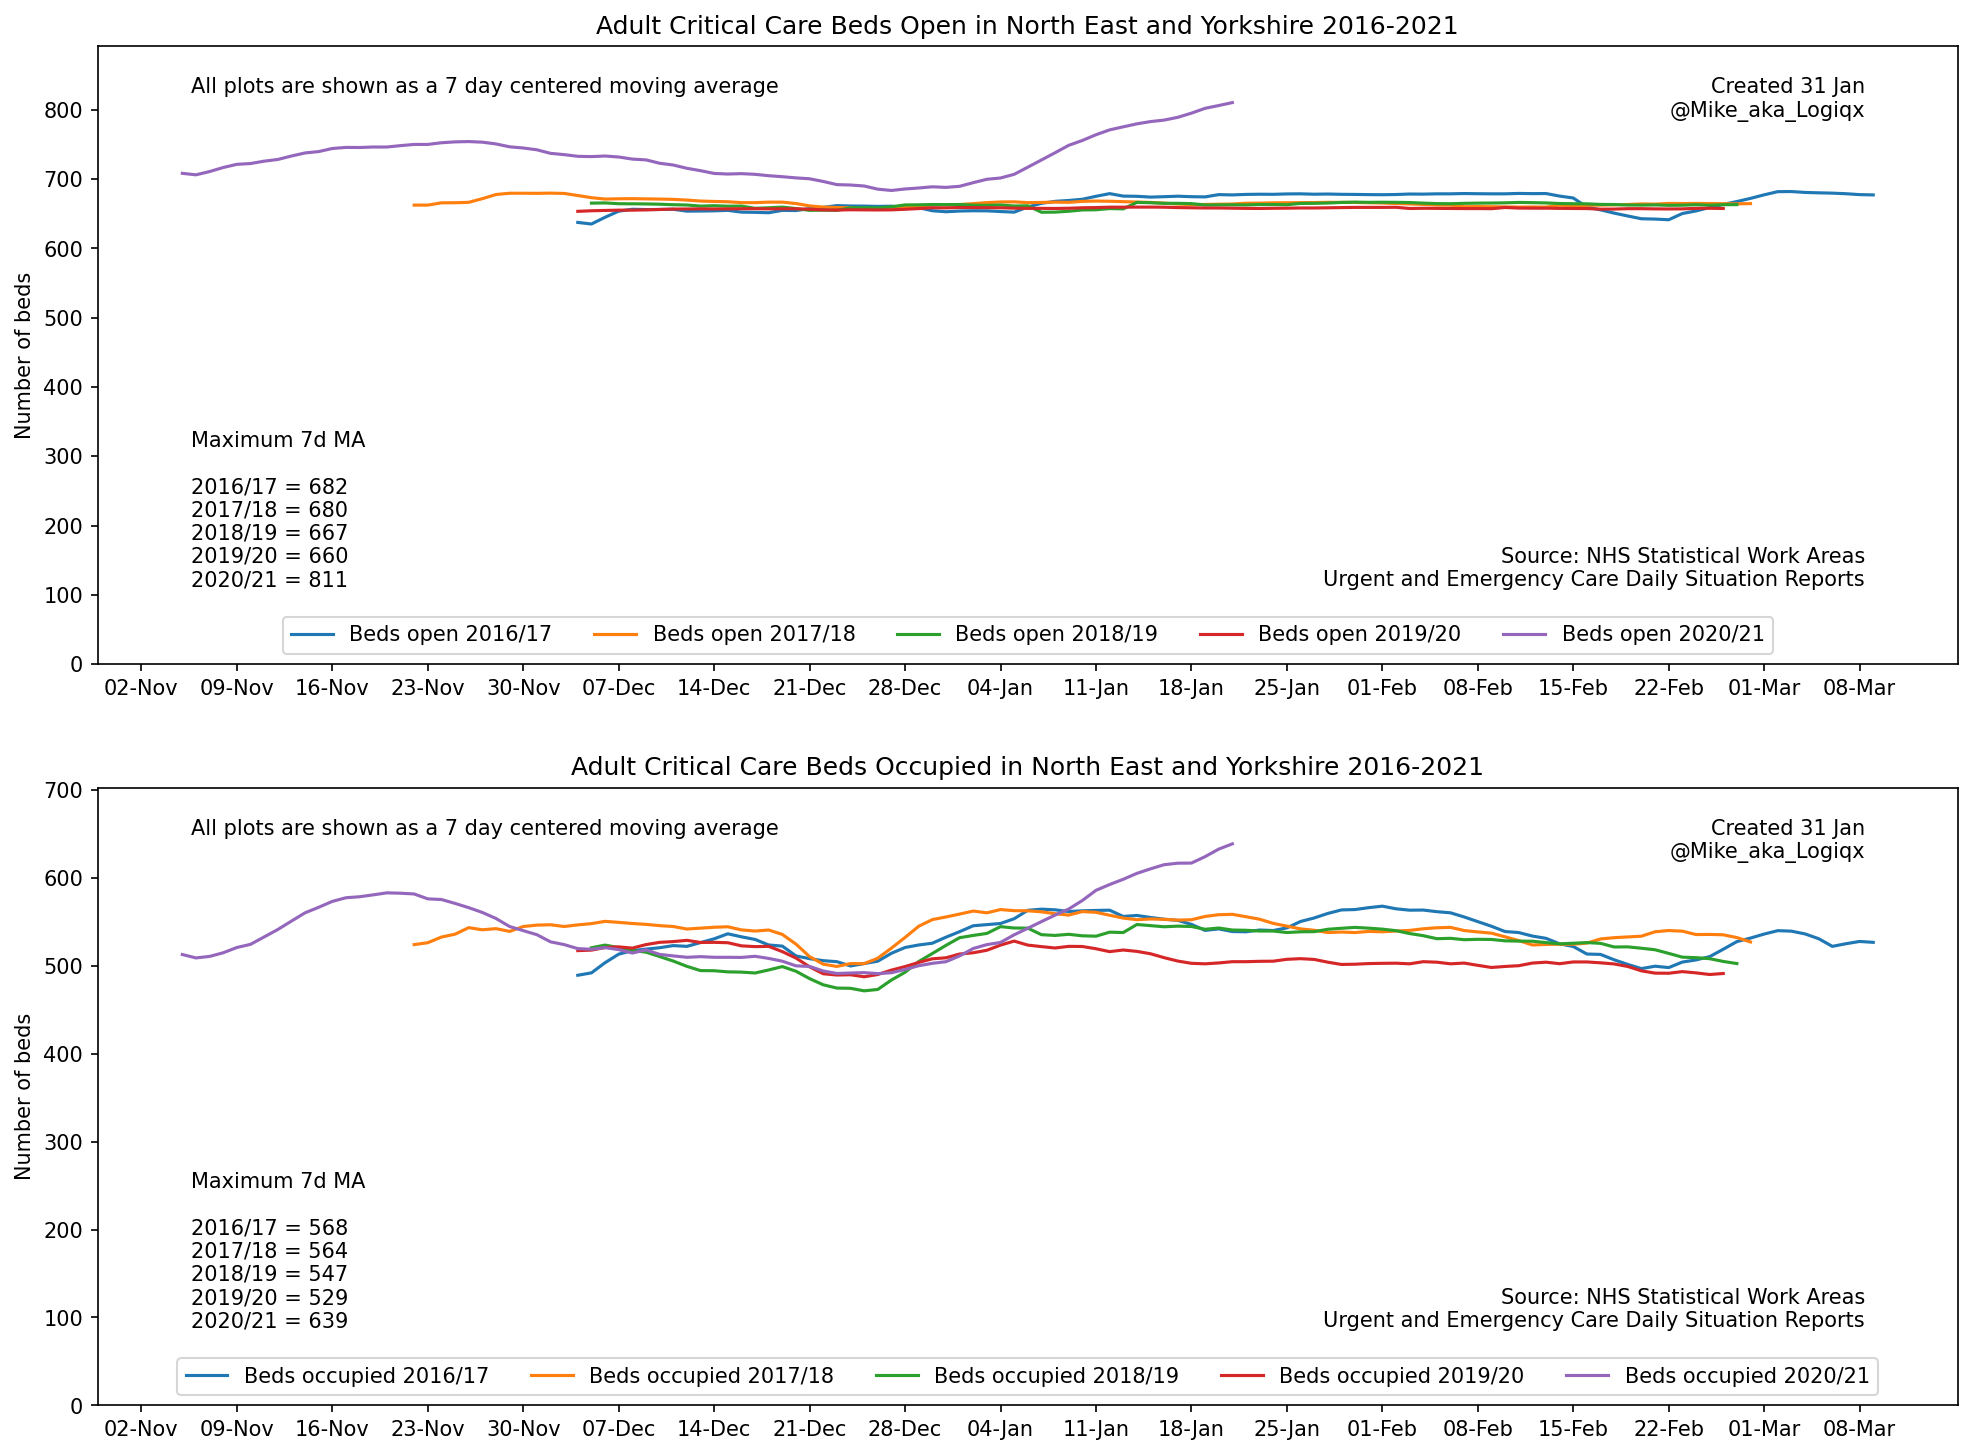 Adult Critical Care Beds Open in North East and Yorkshire 2016-2021
All plots are shown as a 7 day centered moving average
Created 31 Jan
@Mike_aka_Logiqx
800
700
600
500
400
300
200
100
0
Number of beds
Maximum 7d MA
2016/17 = 682
2017/18 = 680
2018/19 = 667
2019/20 = 660
2020/21 = 811
Source: NHS Statistical Work Areas
Urgent and Emergency Care Daily Situation Reports
Beds open 2016/17 Beds open 2017/18 Beds open 2018/19 Beds open 2019/20 Beds open 2020/21
02-Nov 09-Nov 16-Nov 23-Nov 30-Nov 07-Dec 14-Dec 21-Dec 28-Dec 04-Jan 11-Jan 18-Jan 25-Jan 01-Feb 08-Feb 15-Feb 22-Feb 01-Mar 08-Mar
Adult Critical Care Beds Occupied in North East and Yorkshire 2016-2021
All plots are shown as a 7 day centered moving average
Created 31 Jan
@Mike_aka_Logiqx
700
600
500
400
300
200
100
0
Number of beds
Maximum 7d MA
2016/17 = 568
2017/18 = 564
2018/19 = 547
2019/20 = 529
2020/21 = 639
Source: NHS Statistical Work Areas
Urgent and Emergency Care Daily Situation Reports
Beds occupied 2016/17 Beds occupied 2017/18 Beds occupied 2018/19 Beds occupied 2019/20 Beds occupied 2020/21
02-Nov 09-Nov 16-Nov 23-Nov 30-Nov 07-Dec 14-Dec 21-Dec 28-Dec 04-Jan 11-Jan 18-Jan 25-Jan 01-Feb 08-Feb 15-Feb 22-Feb 01-Mar 08-Mar